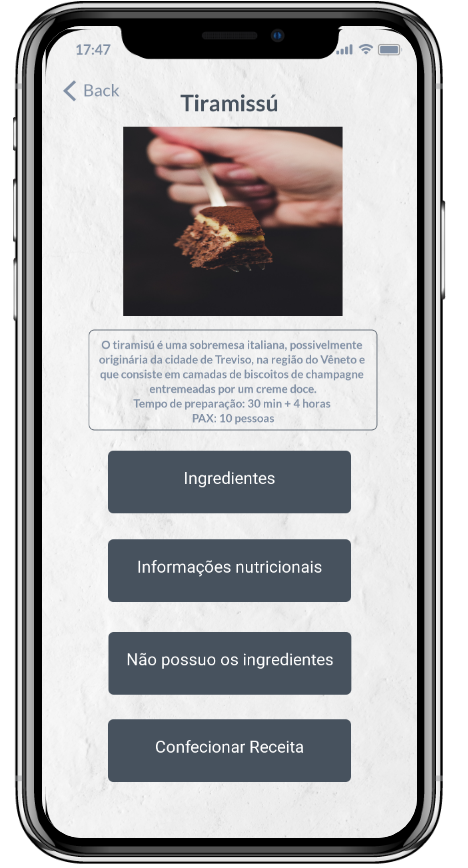 17:47
Back
Tiramissú
O tiramisú é uma sobremesa italiana, possivelmente
originária da cidade de Treviso, na região do Vêneto e
que consiste em camadas de biscoitos de champagne
entremeadas por um creme doce.
Tempo de preparação: 30 min + 4 horas
PAX: 10 pessoas
Ingredientes
Informações nutricionais
Não possuo os ingredientes
Confecionar Receita